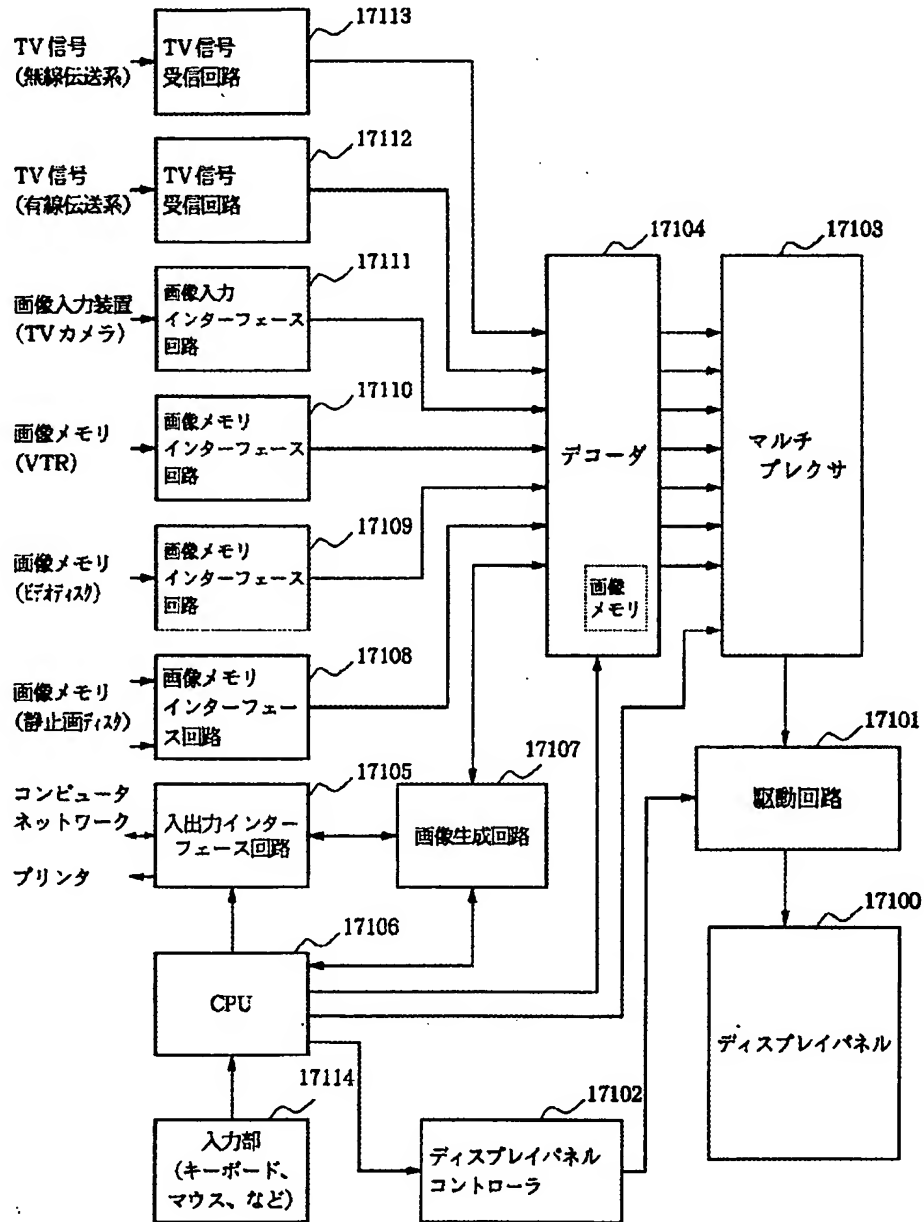 17113
TV信号
(無線伝送系)
TV信号
受信回路
17112
TV信号
(有線伝送系)
TV信号
受信回路
17111
画像入力装置
(TVカメラ)
画像入力
インターフェース
回路
17110
画像メモリ
(VTR)
画像メモリ
インターフェース
回路
17109
画像メモリ
(ビデオディスク)
画像メモリ
インターフェース
回路
17108
画像メモリ
(静止画ディスク)
画像メモリ
インターフェー
ス回路
17104
デコーダ
画像
メモリ
17103
マルチ
プレクサ
17105
コンピュータ
ネットワーク
プリンタ
入出力インター
フェース回路
17107
画像生成回路
17101
駆動回路
17106
CPU
17100
ディスプレイパネル
17114
入力部
(キーボード、
マウス、など)
17102
ディスプレイパネル
コントローラ